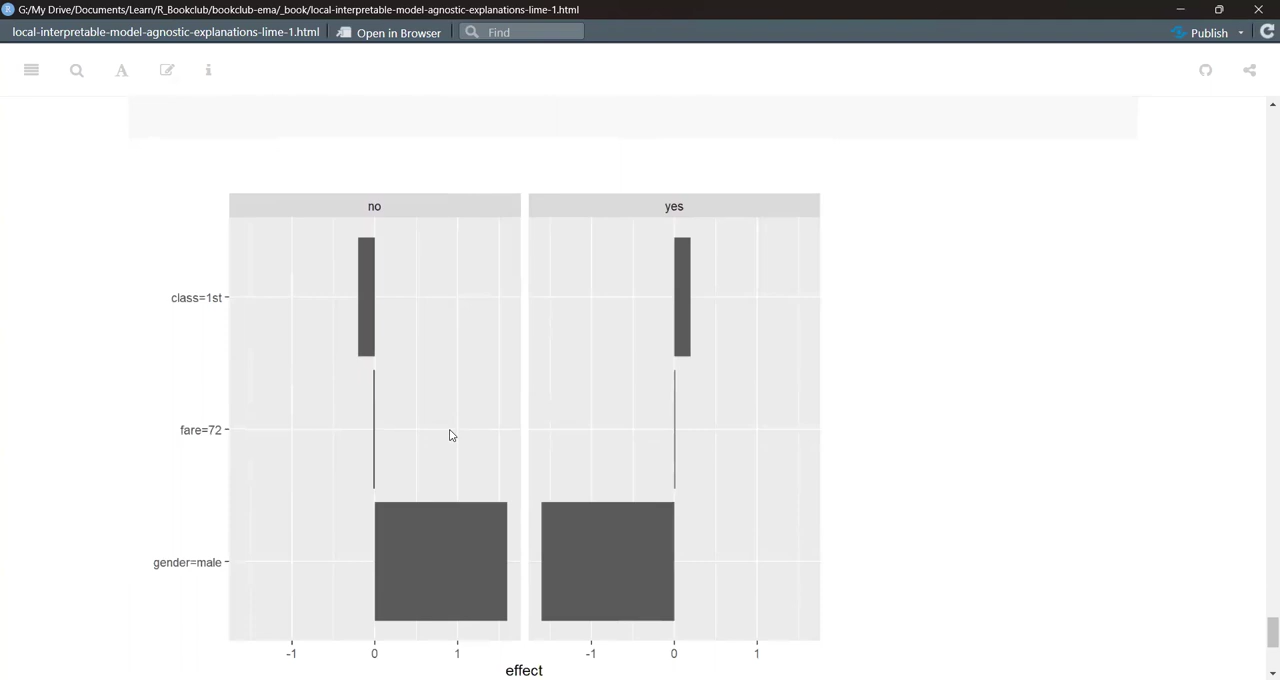 G:/My Drive/Documents/Learn/R_Bookclub/bookclub-ema/_book/local-interpretable-model-agnostic-explanations-lime-1.html
local-interpretable-model-agnostic-explanations-lime-1.html
Open in Browser
Find
Publish
no
yes
class=1st
fare=72
gender=male
-1 0 1 -1 0 1
effect